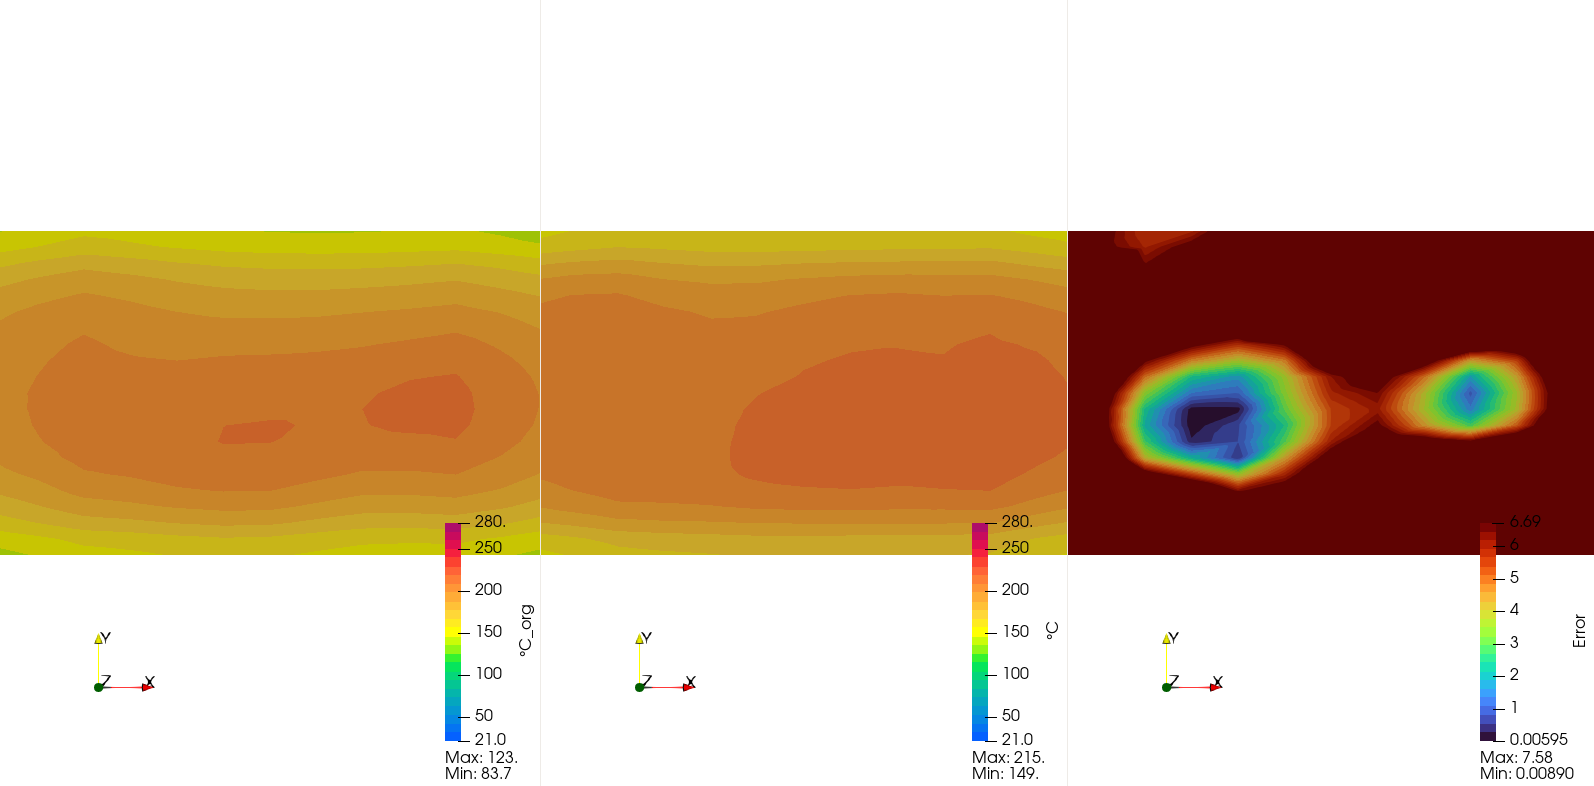 280.
250
200
150
100
50
21.0
°C_org
Max: 123.
Min: 83.7
Y
Z
X
280.
250
200
150
100
50
21.0
°C
Max: 215.
Min: 149.
Y
Z
X
6.69
6
5
4
3
2
1
0.00595
Error
Max: 7.58
Min: 0.00890
Y
Z
X